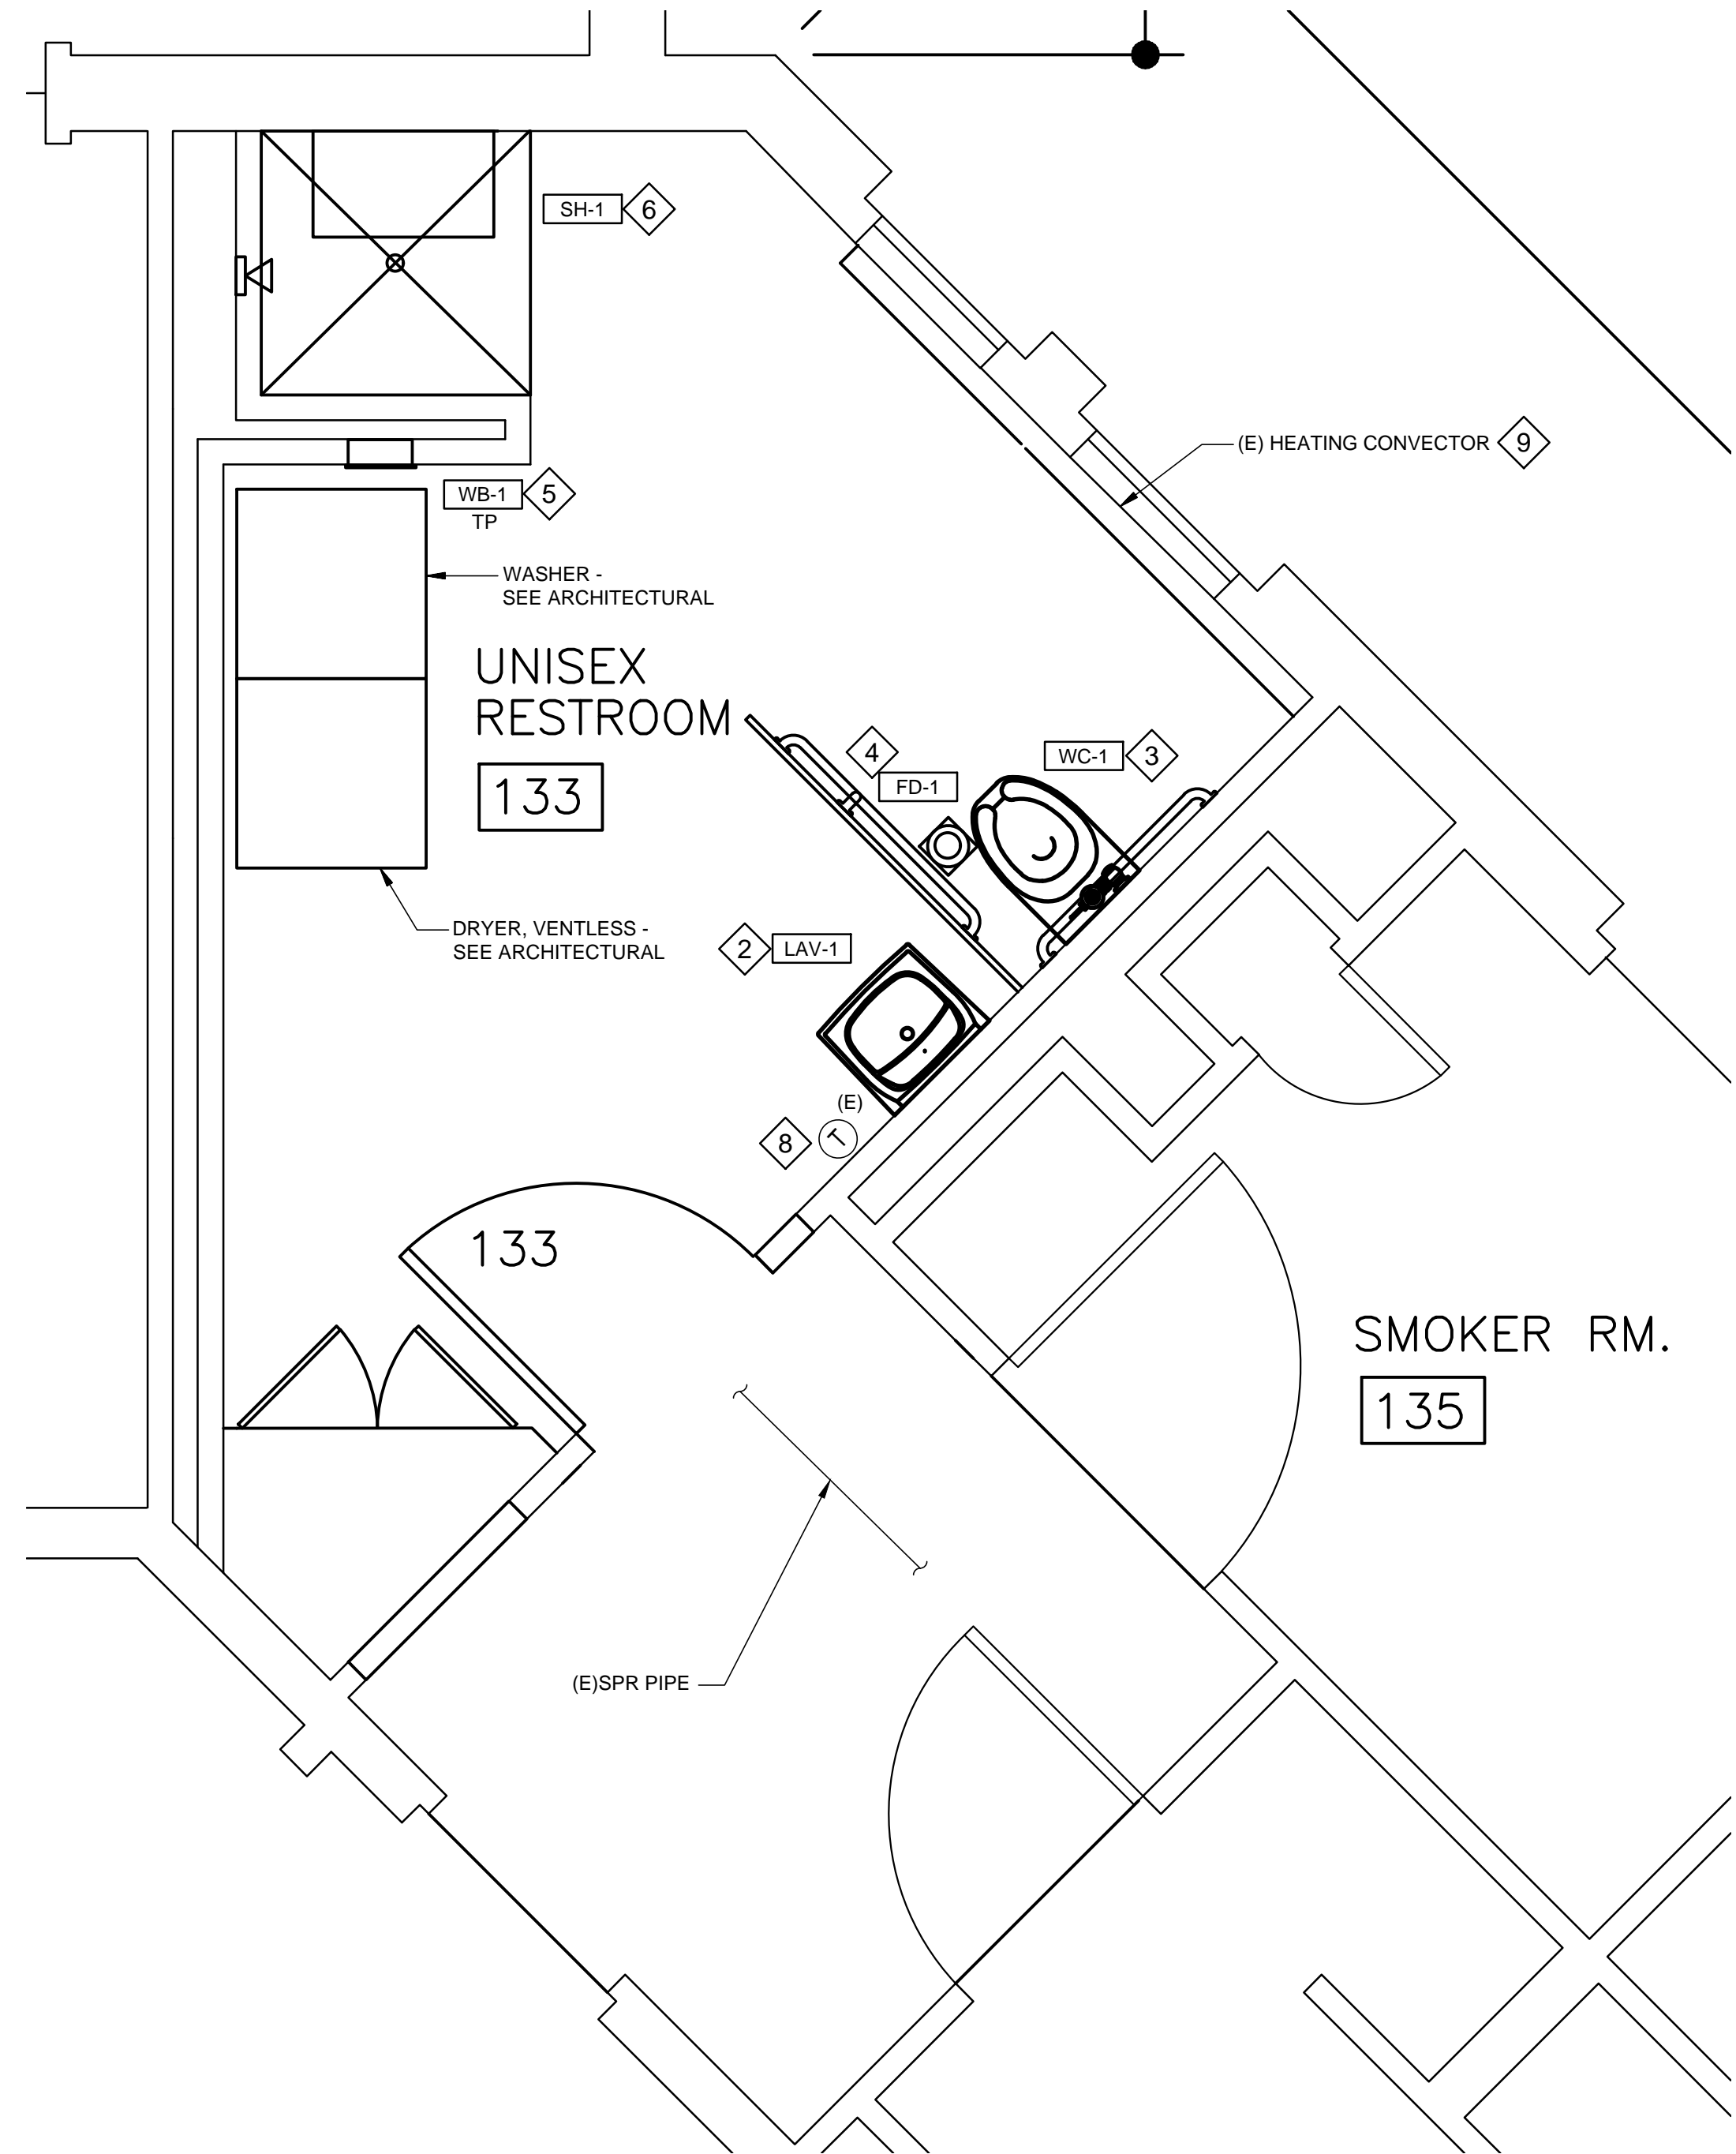 SH-1 6
(E) HEATING CONVECTOR 9
WB-1 5
TP
WASHER -
SEE ARCHITECTURAL
UNISEX
RESTROOM
133
4
FD-1
WC-1 3
DRYER, VENTLESS -
SEE ARCHITECTURAL
2 LAV-1
(E)
8 T
133
SMOKER RM.
135
(E)SPR PIPE